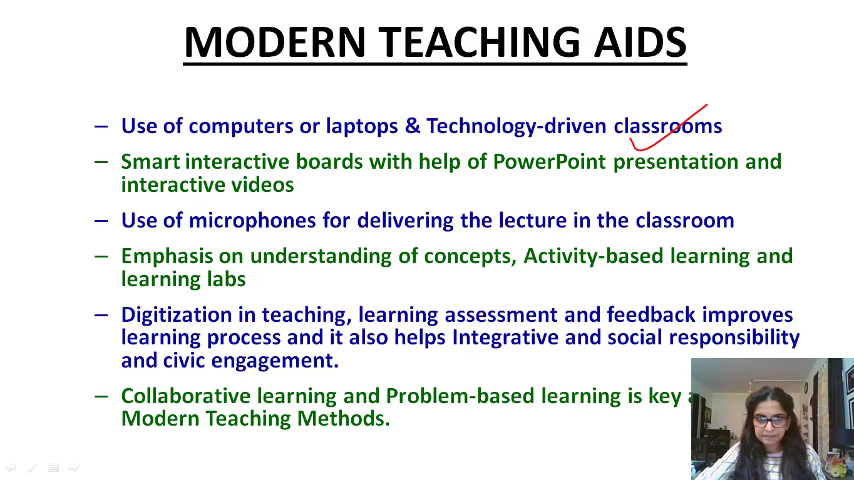 MODERN TEACHING AIDS
– Use of computers or laptops & Technology-driven classrooms
– Smart interactive boards with help of PowerPoint presentation and
interactive videos
– Use of microphones for delivering the lecture in the classroom
– Emphasis on understanding of concepts, Activity-based learning and
learning labs
– Digitization in teaching, learning assessment and feedback improves
learning process and it also helps Integrative and social responsibility
and civic engagement.
– Collaborative learning and Problem-based learning is key
Modern Teaching Methods.